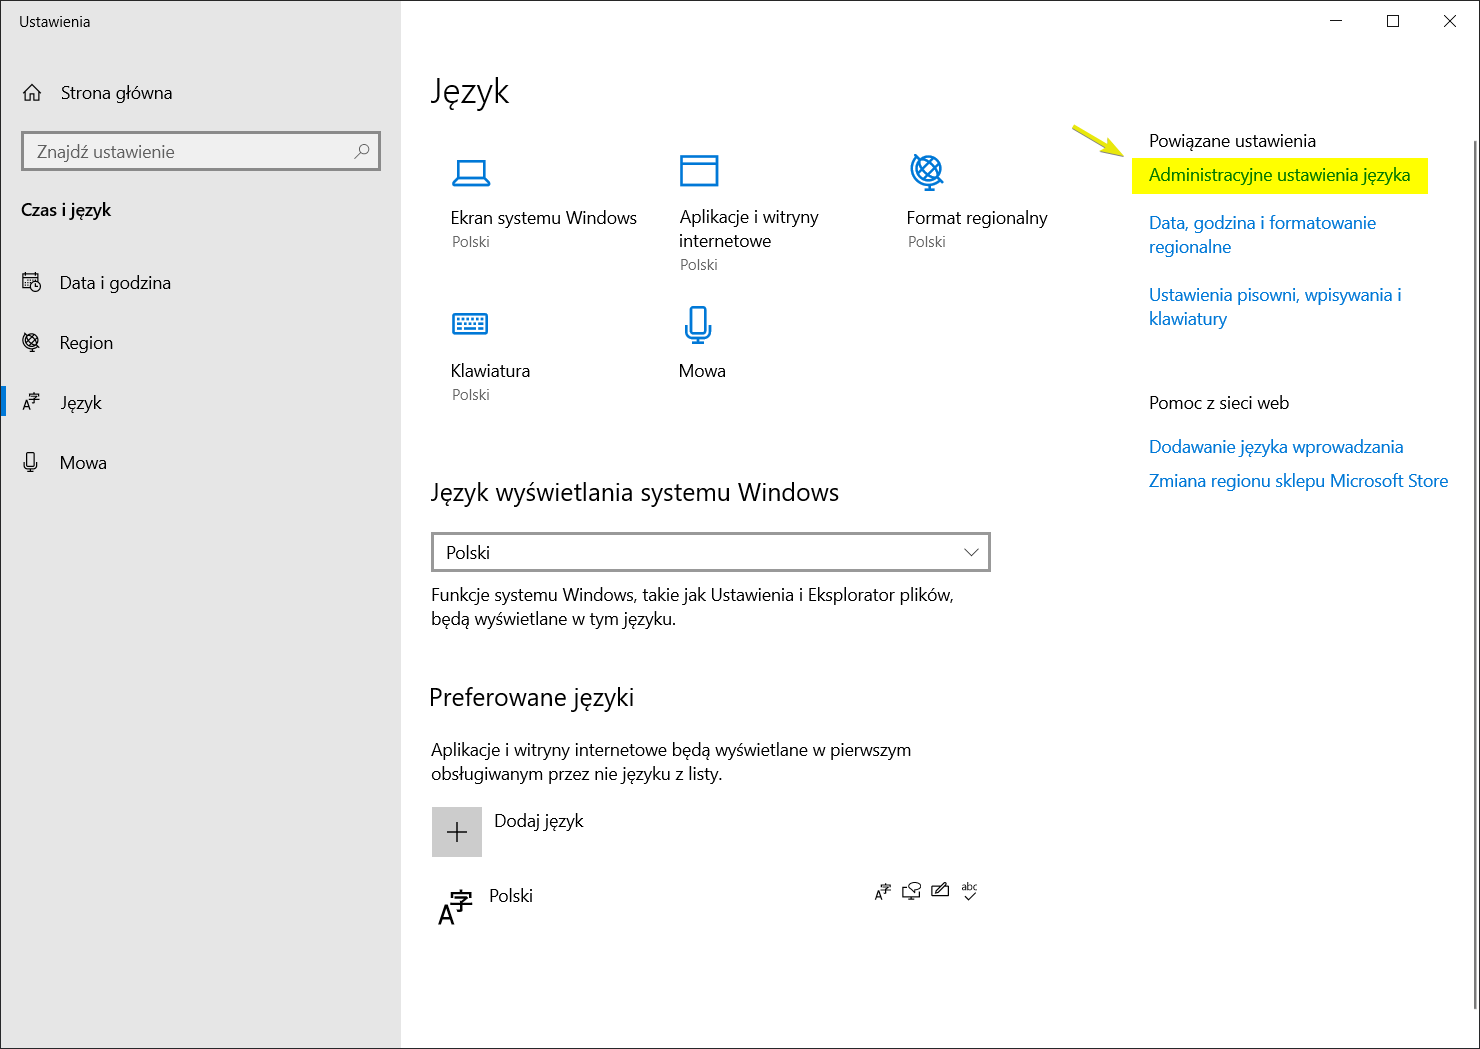 Ustawienia
Strona główna
Znajdź ustawienie
Czas i język
Data i godzina
Region
Język
Mowa
Język
Ekran systemu Windows
Polski
Aplikacje i witryny
internetowe
Polski
Format regionalny
Polski
Klawiatura
Polski
Mowa
Język wyświetlania systemu Windows
Polski
Funkcje systemu Windows, takie jak Ustawienia i Eksplorator plików,
będą wyświetlane w tym języku.
Preferowane języki
Aplikacje i witryny internetowe będą wyświetlane w pierwszym
obsługiwanym przez nie języku z listy.
Dodaj język
Polski
abc
Powiązane ustawienia
Administracyjne ustawienia języka
Data, godzina i formatowanie
regionalne
Ustawienia pisowni, wpisywania i
klawiatury
Pomoc z sieci web
Dodawanie języka wprowadzania
Zmiana regionu sklepu Microsoft Store